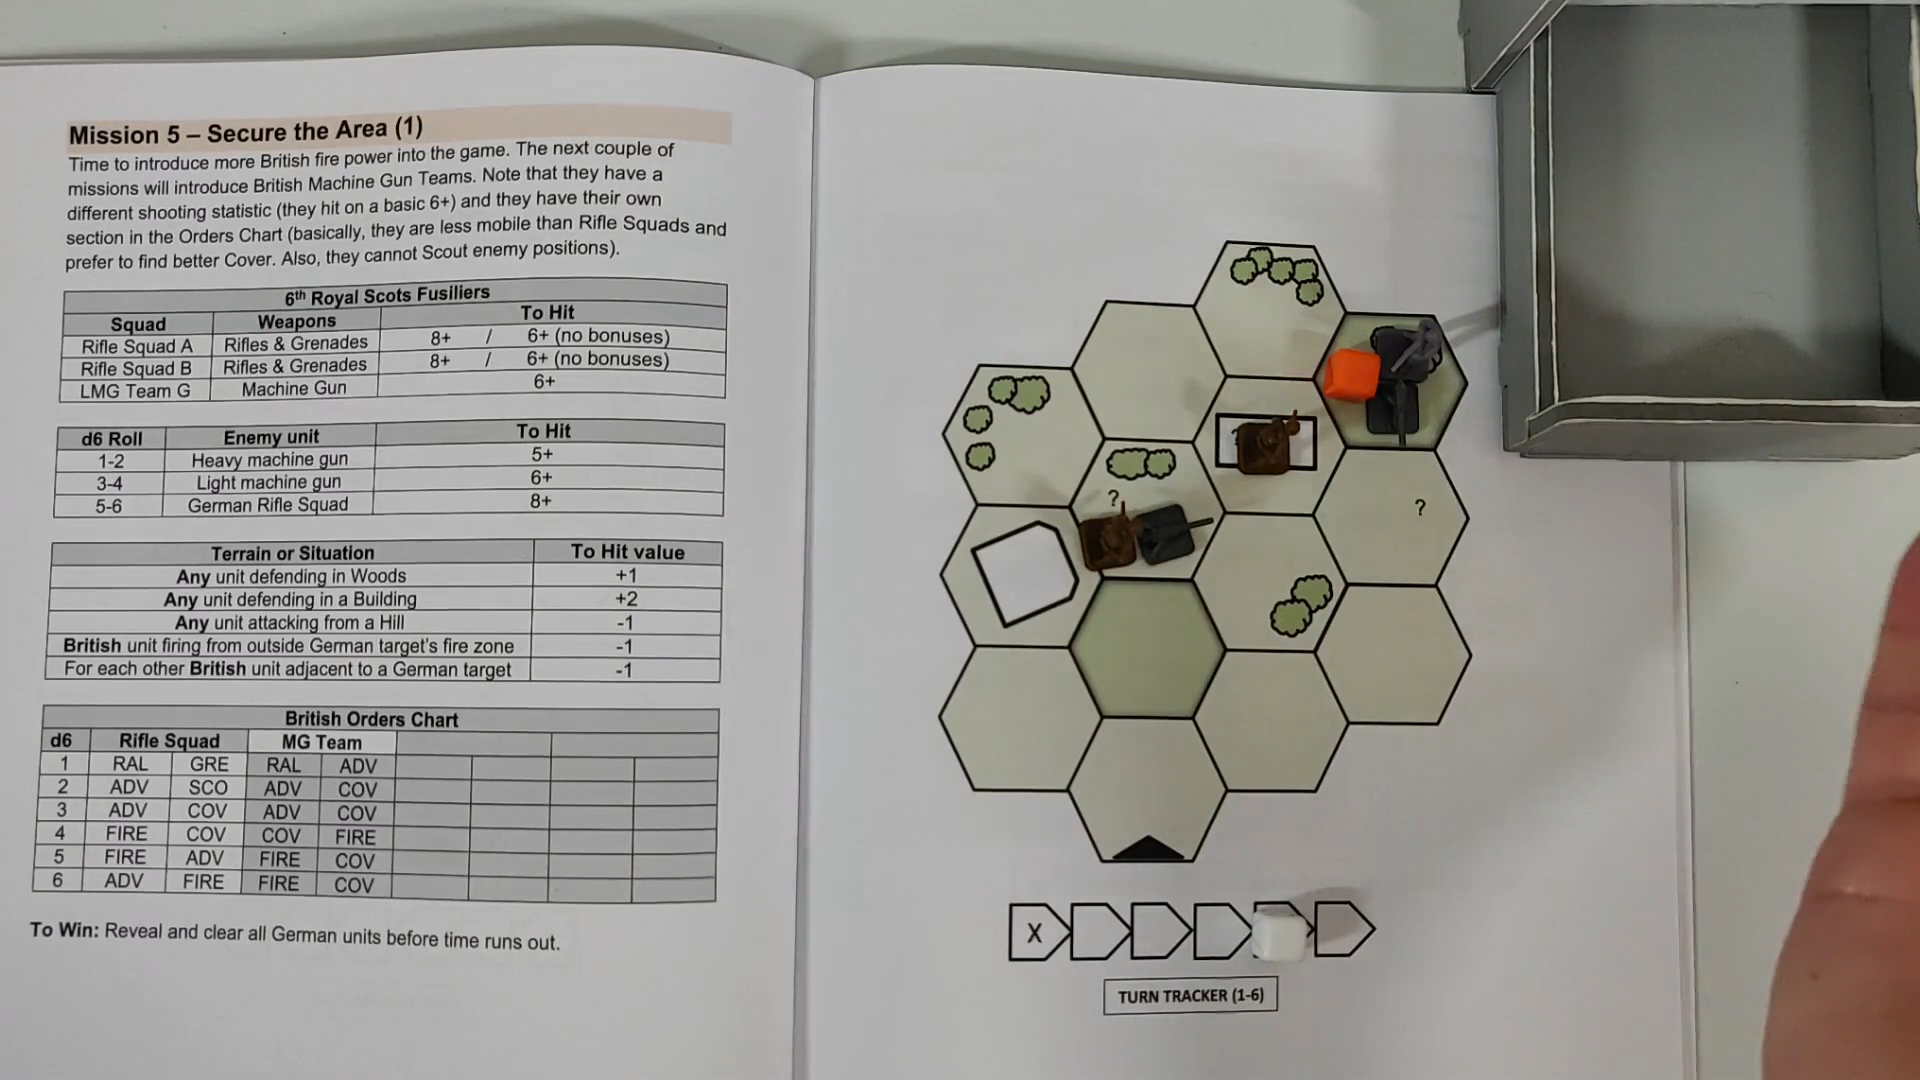 Mission 5 – Secure the Area (1)
Time to introduce more British fire power into the game. The next couple of
missions will introduce British Machine Gun Teams. Note that they have a
different shooting statistic (they hit on a basic 6+) and they have their own
section in the Orders Chart (basically, they are less mobile than Rifle Squads and
prefer to find better Cover. Also, they cannot Scout enemy positions).
6th Royal Scots Fusiliers
Squad Weapons To Hit
Rifle Squad A Rifles & Grenades 8+ / 6+ (no bonuses)
Rifle Squad B Rifles & Grenades 8+ / 6+ (no bonuses)
LMG Team G Machine Gun 6+
d6 Roll Enemy unit To Hit
1-2 Heavy machine gun 5+
3-4 Light machine gun 6+
5-6 German Rifle Squad 8+
Terrain or Situation To Hit value
Any unit defending in Woods +1
Any unit defending in a Building +2
Any unit attacking from a Hill -1
British unit firing from outside German target's fire zone -1
For each other British unit adjacent to a German target -1
British Orders Chart
d6 Rifle Squad MG Team
1 RAL GRE RAL ADV
2 ADV SCO ADV COV
3 ADV COV ADV COV
4 FIRE COV COV FIRE
5 FIRE ADV FIRE COV
6 ADV FIRE FIRE COV
To Win: Reveal and clear all German units before time runs out.
?
?
X
TURN TRACKER (1-6)